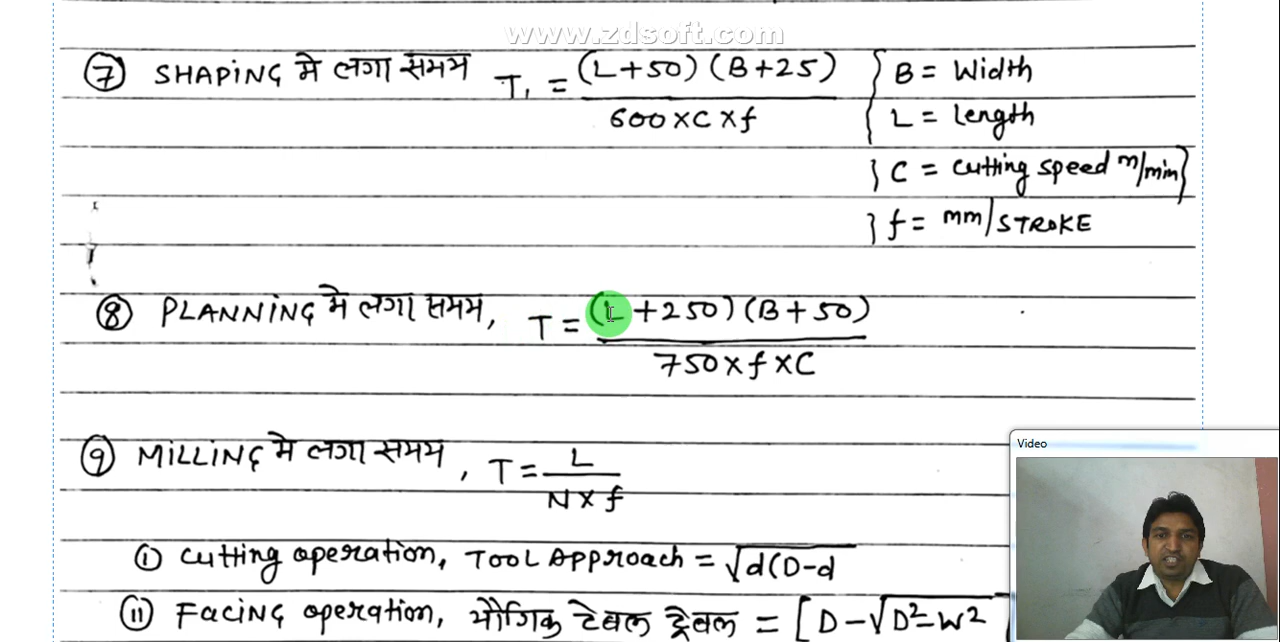 www.zdsoft.com
⑦ SHAPING मे लगा समय T₁ = (L+50) (B+25) / 600 × C × f
B = Width
L = Length
C = cutting speed m/min
f = mm/STROKE
⑧ PLANNING मे लगा समय, T = (L+250) (B+50) / 750 × f × C
⑨ MILLING मे लगा समय, T = L / N × f
Video
① Cutting operation, TOOL APPROACH = √d(D-d
⑪ FACING operation, यौगिक टेबल ट्रेवल = [D-√D²-W²]